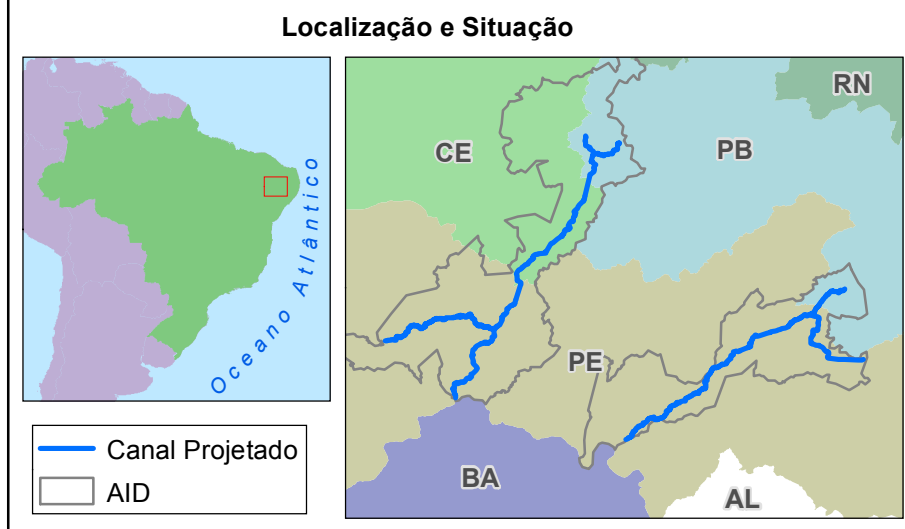 Localização e Situação
Oceano Atlântico
RN
CE
PB
PE
BA
AL
Canal Projetado
AID